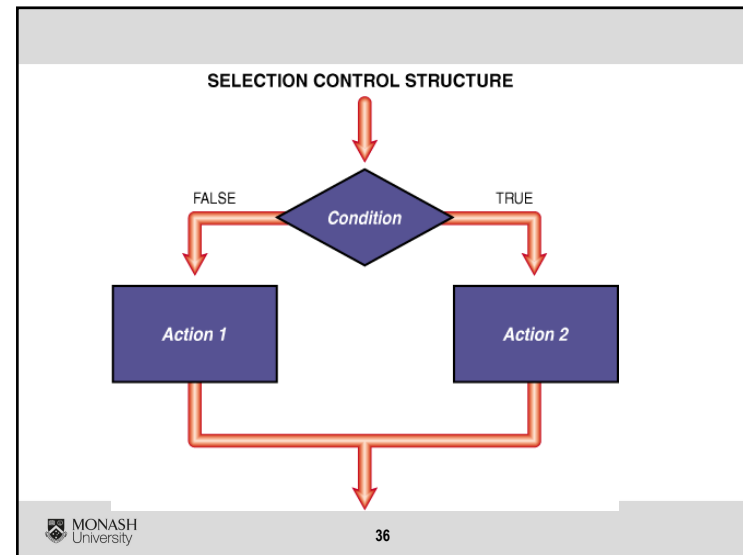 SELECTION CONTROL STRUCTURE
FALSE
TRUE
Condition
Action 1
Action 2
MONASH
University
36